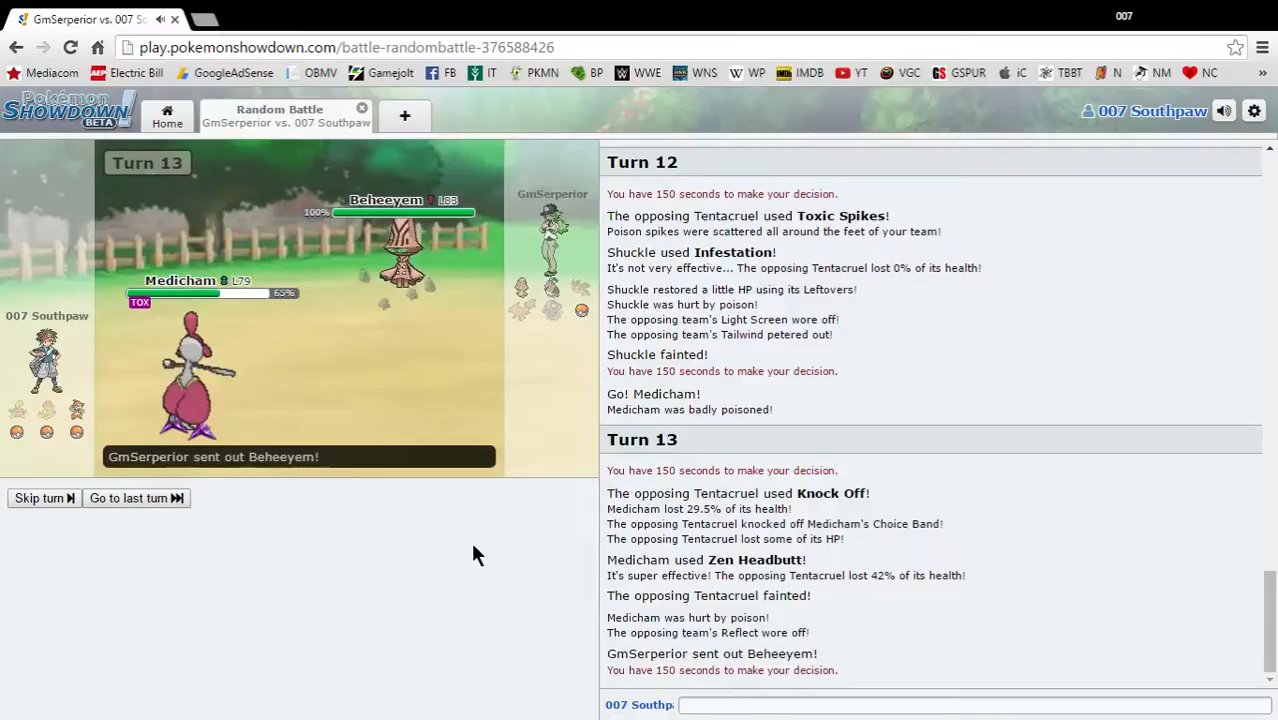 007
GmSerperior vs. 007 Sc
play.pokemonshowdown.com/battle-randombattle-376588426
Mediacom AEP Electric Bill GoogleAdSense OBMV Gamejolt FB IT PKMN BP WWE WNS W WP IMDB IMDB YT VGC GS GSPUR iC TBBT N NM NC »
Pokémon
SHOWDOWN
BETA
Home
Random Battle
GmSerperior vs. 007 Southpaw
+
007 Southpaw
Turn 13
Beheeyem L83
100%
Medicham L79
65%
TOX
007 Southpaw
GmSerperior
GmSerperior sent out Beheeyem!
Skip turn
Go to last turn
Turn 12
You have 150 seconds to make your decision.
The opposing Tentacruel used Toxic Spikes!
Poison spikes were scattered all around the feet of your team!
Shuckle used Infestation!
It's not very effective... The opposing Tentacruel lost 0% of its health!
Shuckle restored a little HP using its Leftovers!
Shuckle was hurt by poison!
The opposing team's Light Screen wore off!
The opposing team's Tailwind petered out!
Shuckle fainted!
You have 150 seconds to make your decision.
Go! Medicham!
Medicham was badly poisoned!
Turn 13
You have 150 seconds to make your decision.
The opposing Tentacruel used Knock Off!
Medicham lost 29.5% of its health!
The opposing Tentacruel knocked off Medicham's Choice Band!
The opposing Tentacruel lost some of its HP!
Medicham used Zen Headbutt!
It's super effective! The opposing Tentacruel lost 42% of its health!
The opposing Tentacruel fainted!
Medicham was hurt by poison!
The opposing team's Reflect wore off!
GmSerperior sent out Beheeyem!
You have 150 seconds to make your decision.
007 Southpa